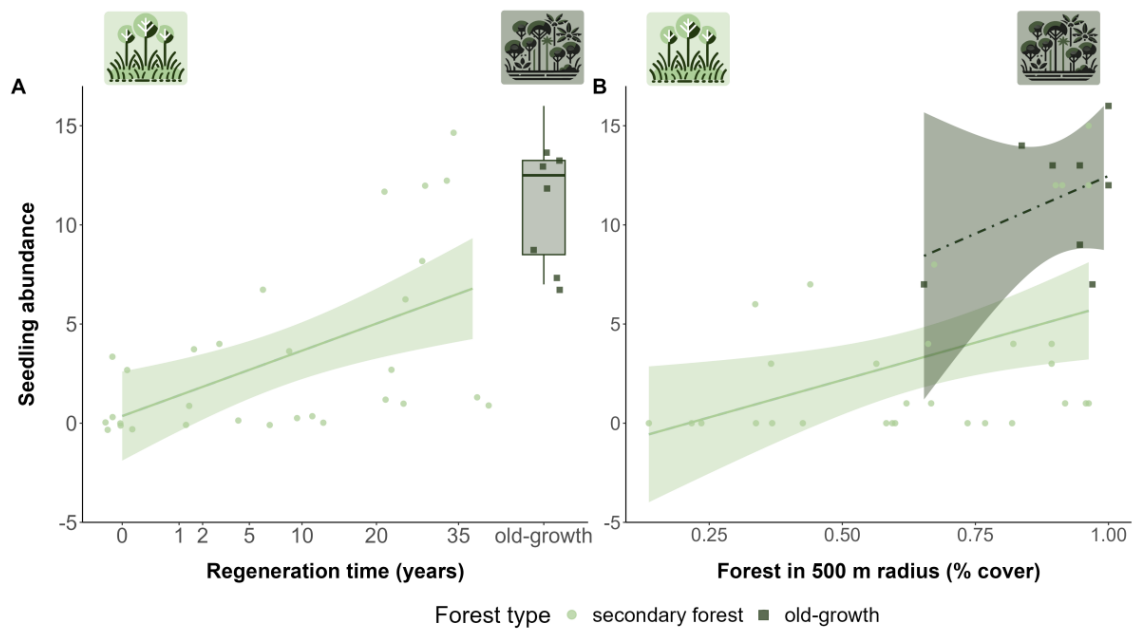 A
B
15
10
5
0
-5
Seedling abundance
0 1 2 5 10 20 35 old-growth
Regeneration time (years)
15
10
5
0
-5
0.25 0.50 0.75 1.00
Forest in 500 m radius (% cover)
Forest type secondary forest old-growth